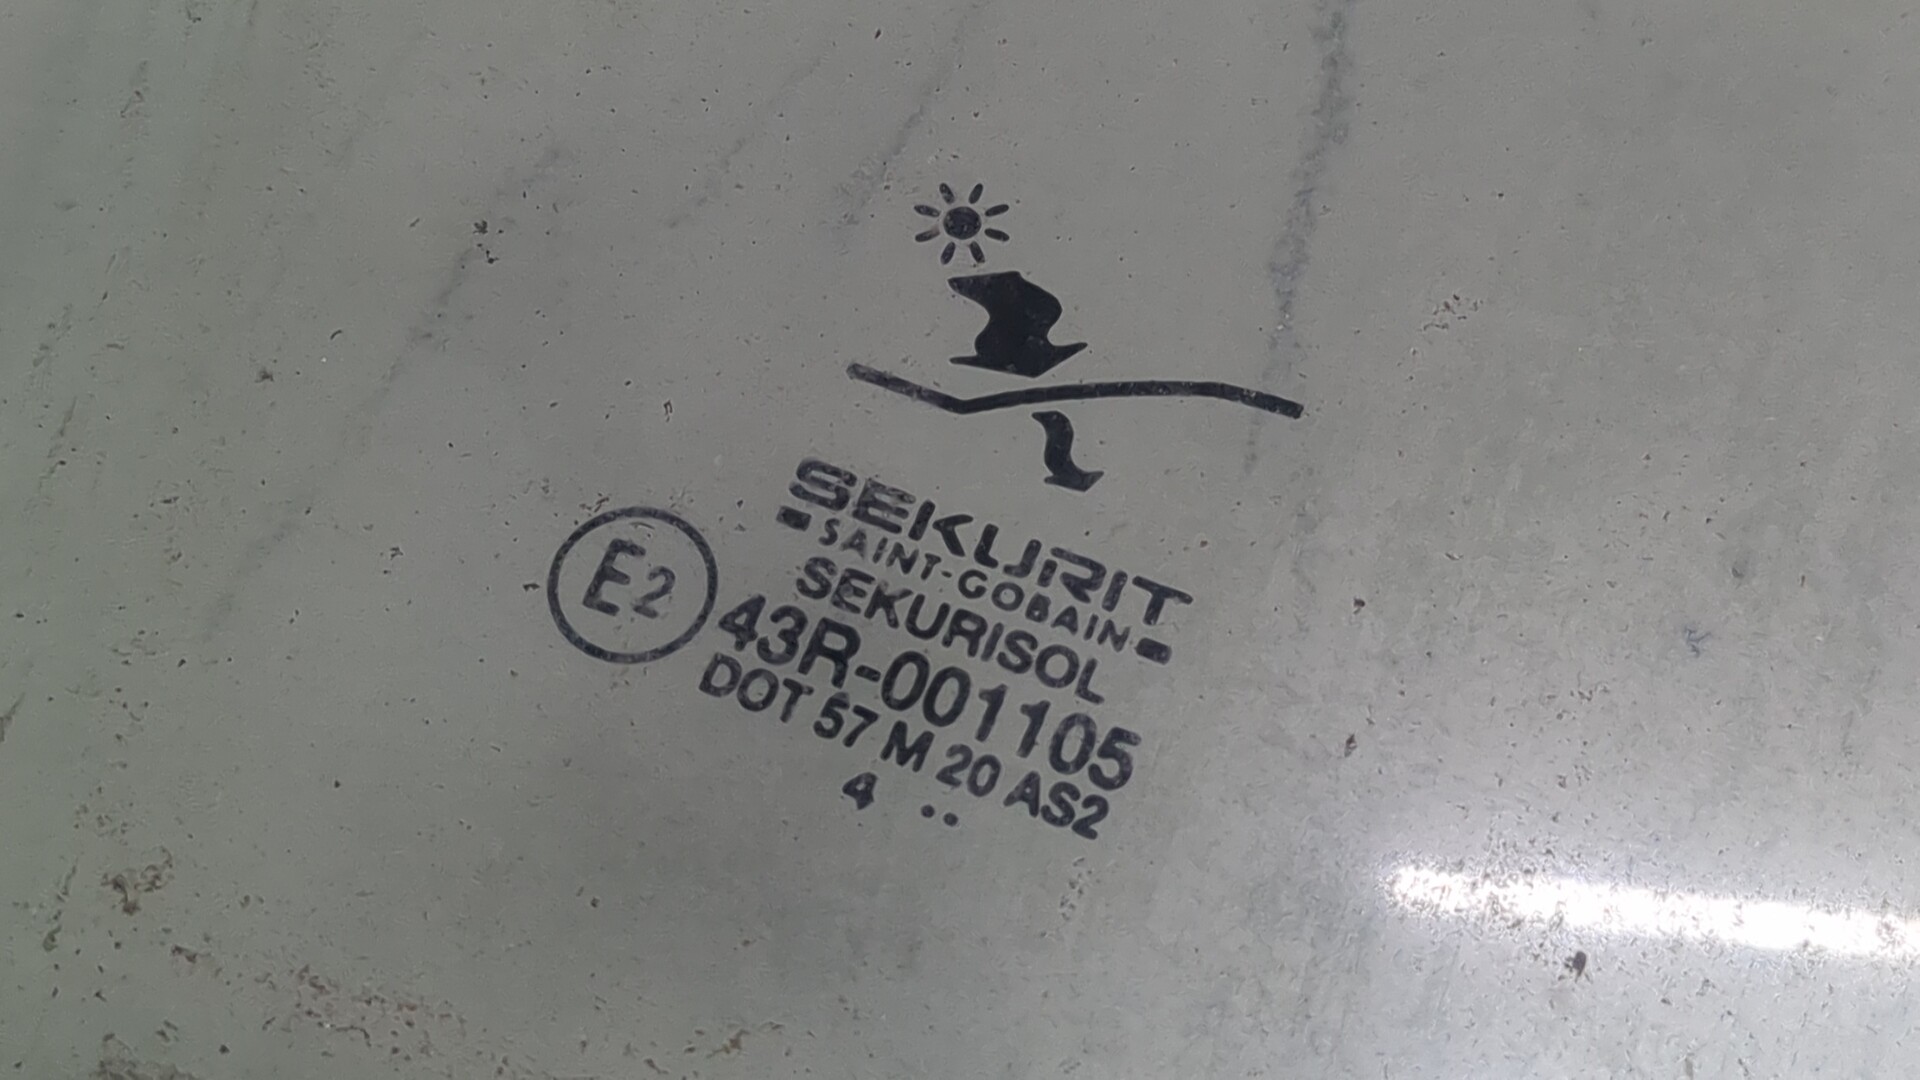 SEKURIT
SAINT-GOBAIN
SEKURISOL
E2
43R-001105
DOT 57 M 20 AS2
4 ..